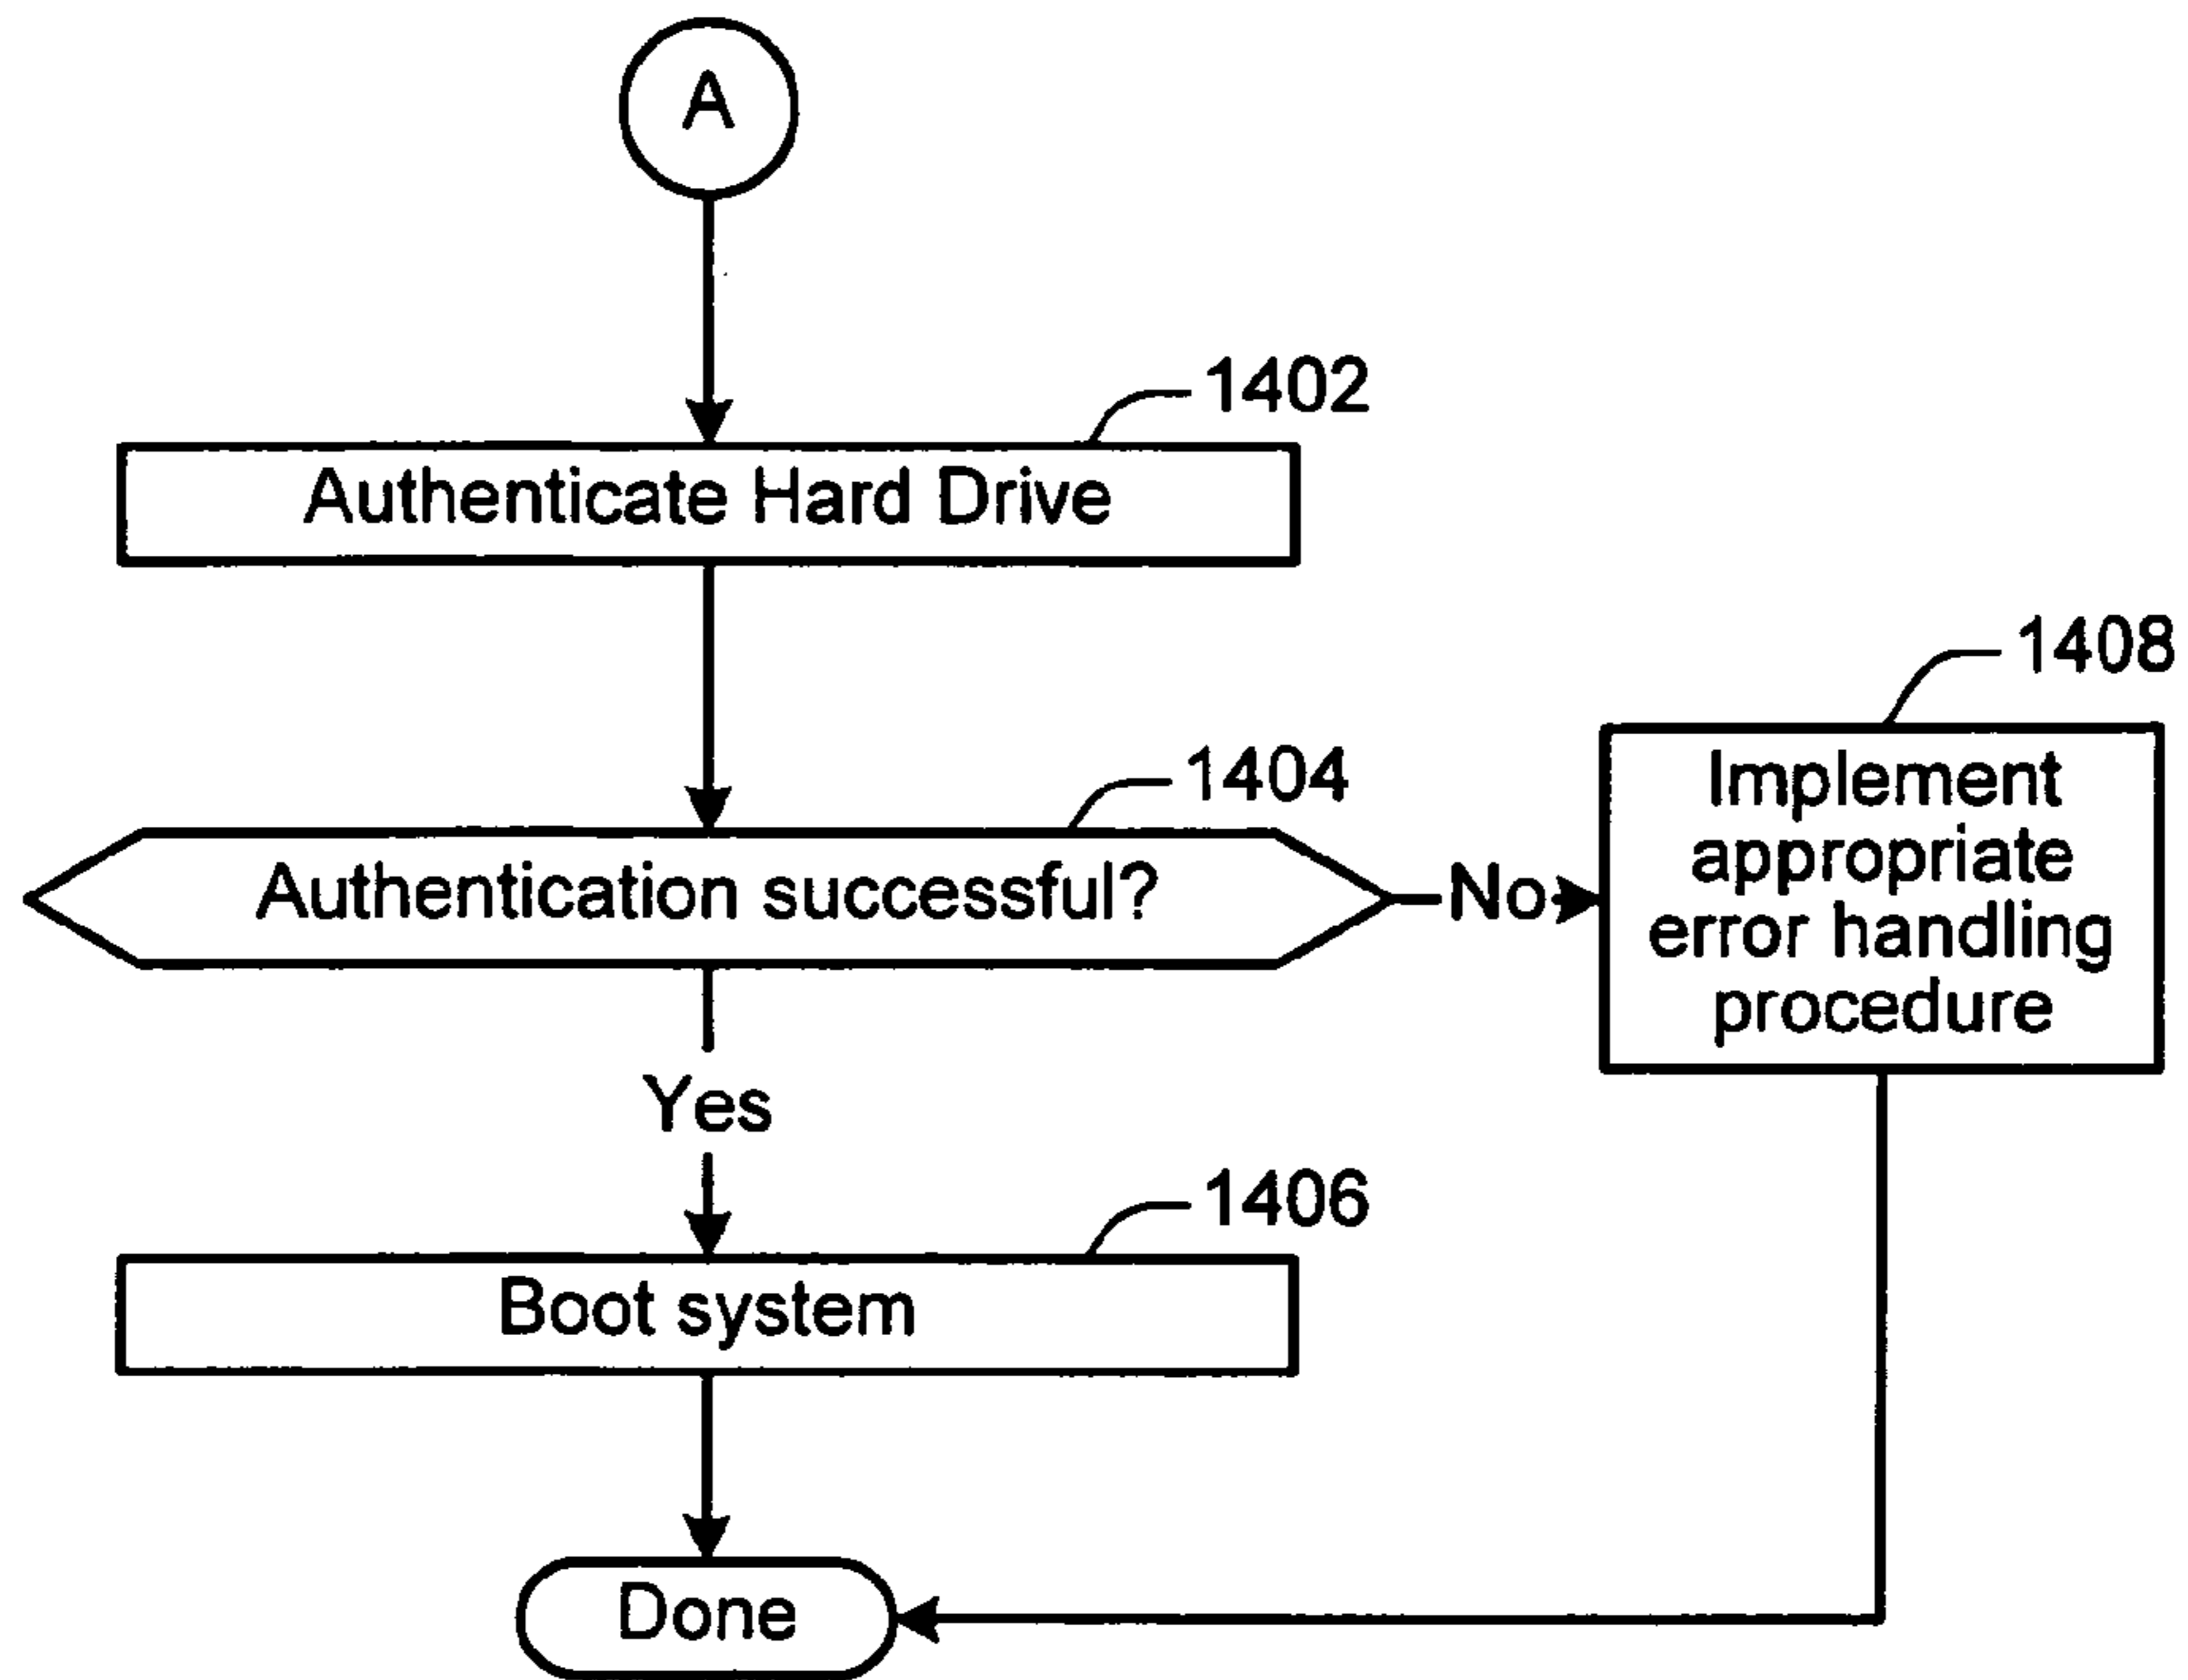 A
1402
Authenticate Hard Drive
1404
Authentication successful?
No
1408
Implement
appropriate
error handling
procedure
Yes
1406
Boot system
Done